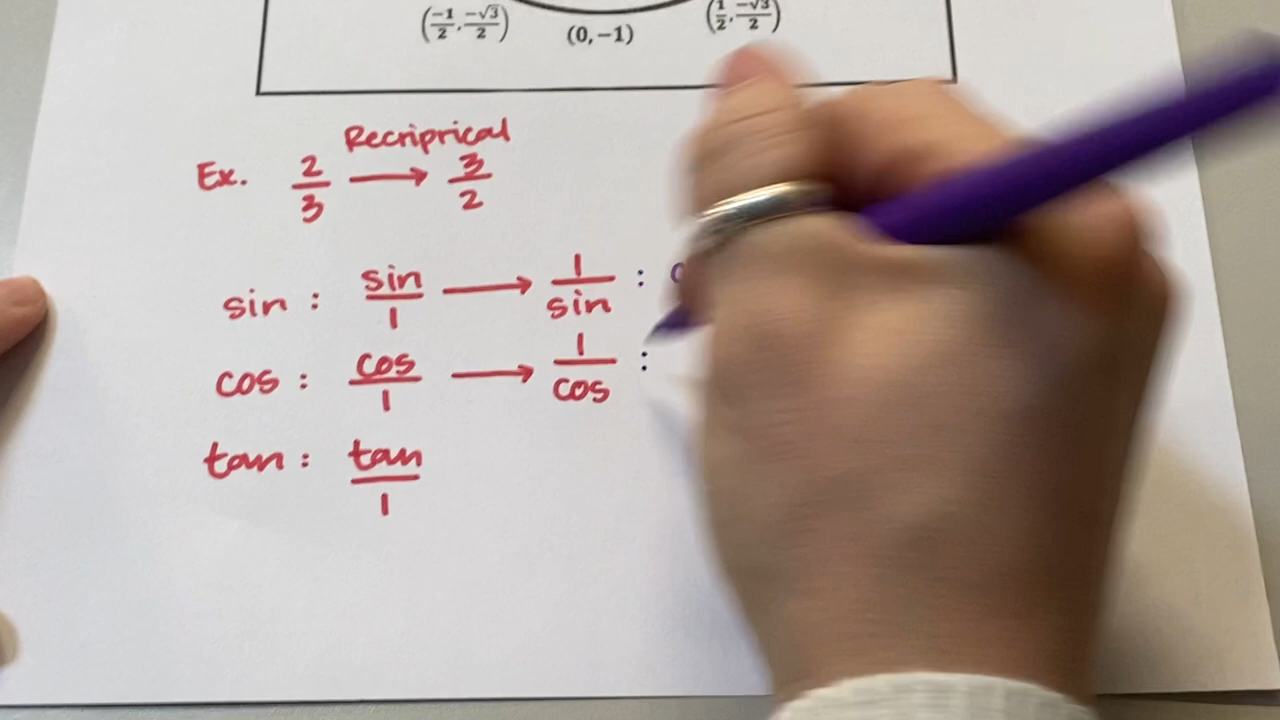 (-1/2, -√3/2) (0, -1) (1/2, -√3/2)
Recriprical
Ex. 2/3 → 3/2
sin : sin/1 → 1/sin :
cos : cos/1 → 1/cos :
tan : tan/1